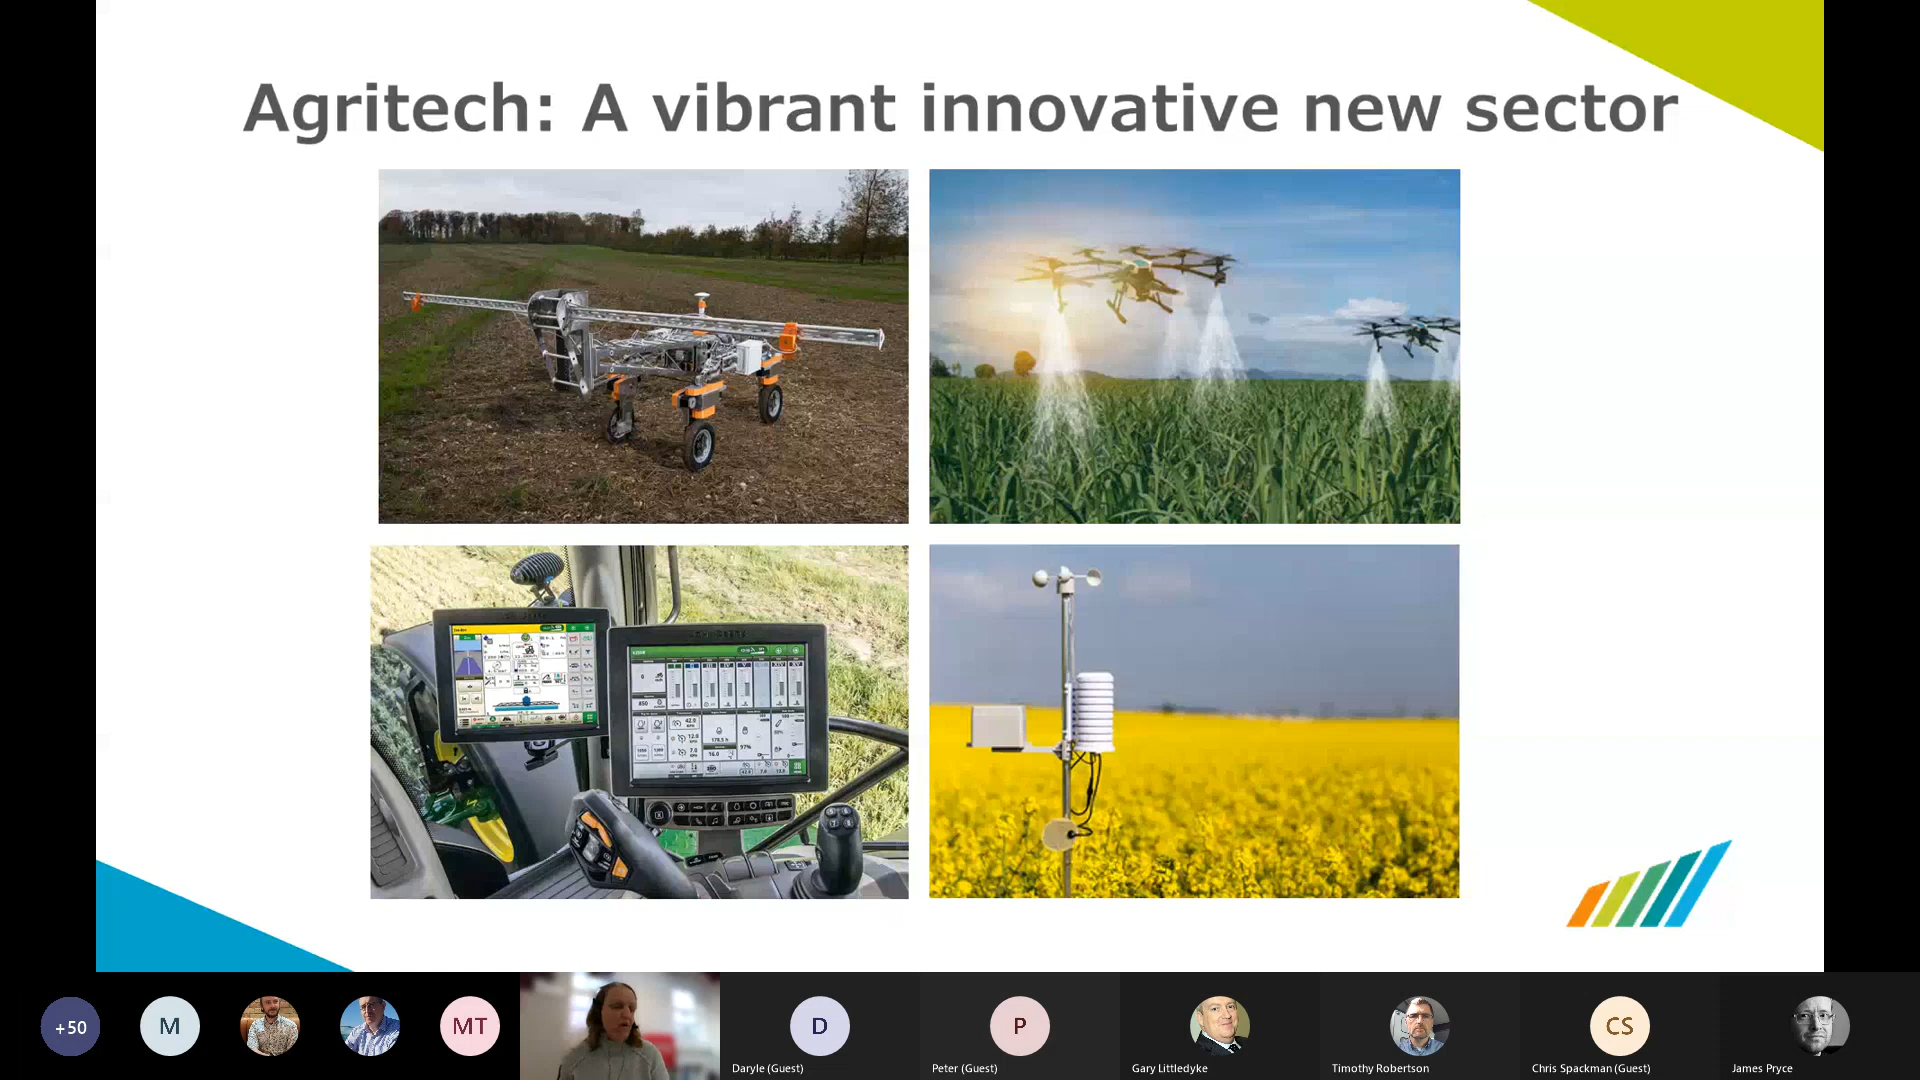 Agritech: A vibrant innovative new sector
+50
M
MT
D
Daryle (Guest)
P
Peter (Guest)
Gary Littledyke
Timothy Robertson
CS
Chris Spackman (Guest)
James Pryce